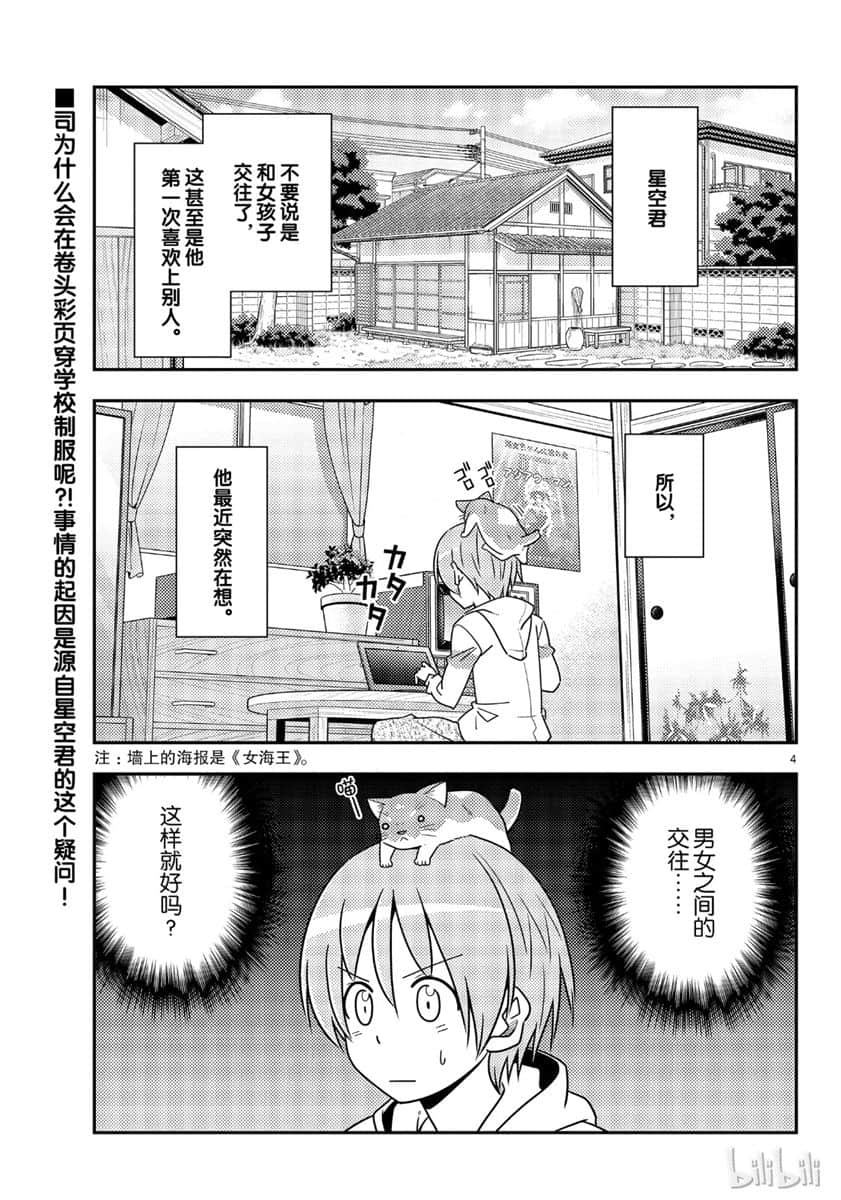 ■司为什么会在卷头彩页穿学校制服呢?!事情的起因是源自星空君的这个疑问!
星空君
不要说是
和女孩子
交往了，
这甚至是他
第一次喜欢上别人。
所以，
ゴロ
ゴロ
他最近突然在想。
カタ
カタ
注：墙上的海报是《女海王》。
4
男女之间的
交往……
喵—
这样就好吗？
bilibili